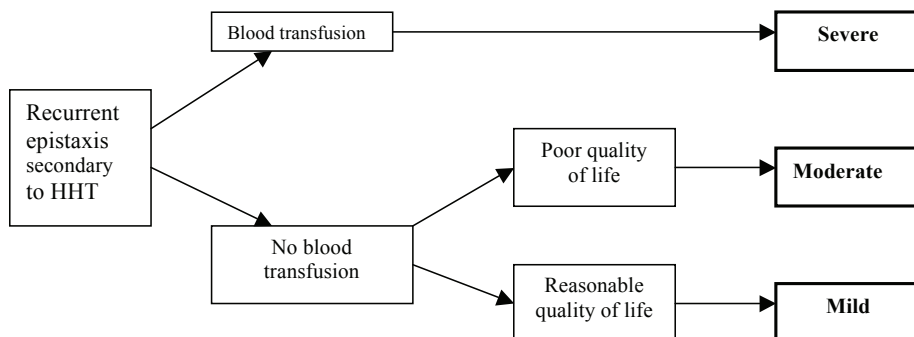 Blood transfusion
Severe
Recurrent
epistaxis
secondary
to HHT
Poor quality
of life
Moderate
No blood
transfusion
Reasonable
quality of life
Mild